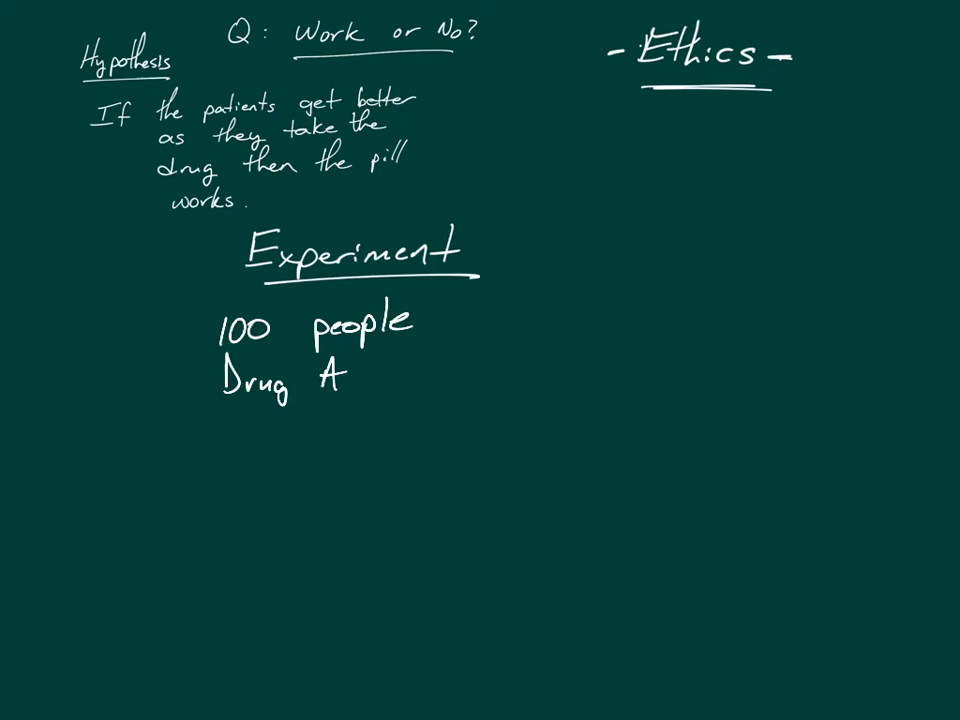 Q: Work or No?
Hypothesis
If the patients get better
as they take the
drug then the pill
works.
Experiment
100 people
Drug A
- Ethics -